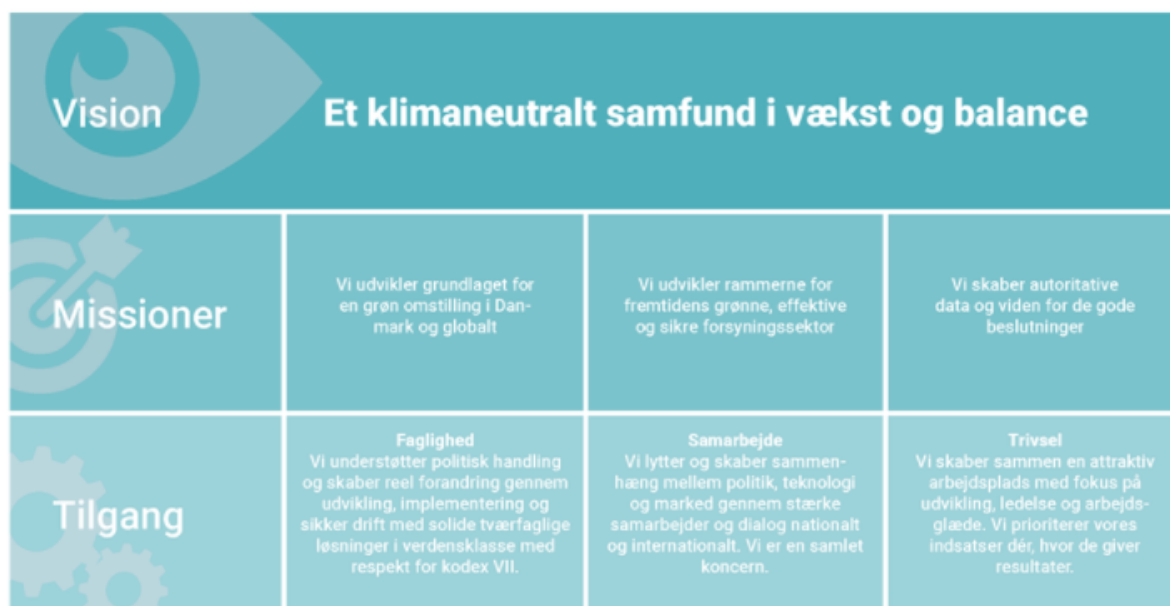 Vision
Et klimaneutralt samfund i vækst og balance
Missioner
Vi udvikler grundlaget for
en grøn omstilling i Dan-
mark og globalt
Vi udvikler rammerne for
fremtidens grønne, effektive
og sikre forsyningssektor
Vi skaber autoritative
data og viden for de gode
beslutninger
Tilgang
Faglighed
Vi understøtter politisk handling
og skaber reel forandring gennem
udvikling, implementering og
sikker drift med solide tværfaglige
løsninger i verdensklasse med
respekt for kodex VII.
Samarbejde
Vi lytter og skaber sammen-
hæng mellem politik, teknologi
og marked gennem stærke
samarbejder og dialog nationalt
og internationalt. Vi er en samlet
koncern.
Trivsel
Vi skaber sammen en attraktiv
arbejdsplads med fokus på
udvikling, ledelse og arbejds-
glæde. Vi prioriterer vores
indsatser dér, hvor de giver
resultater.